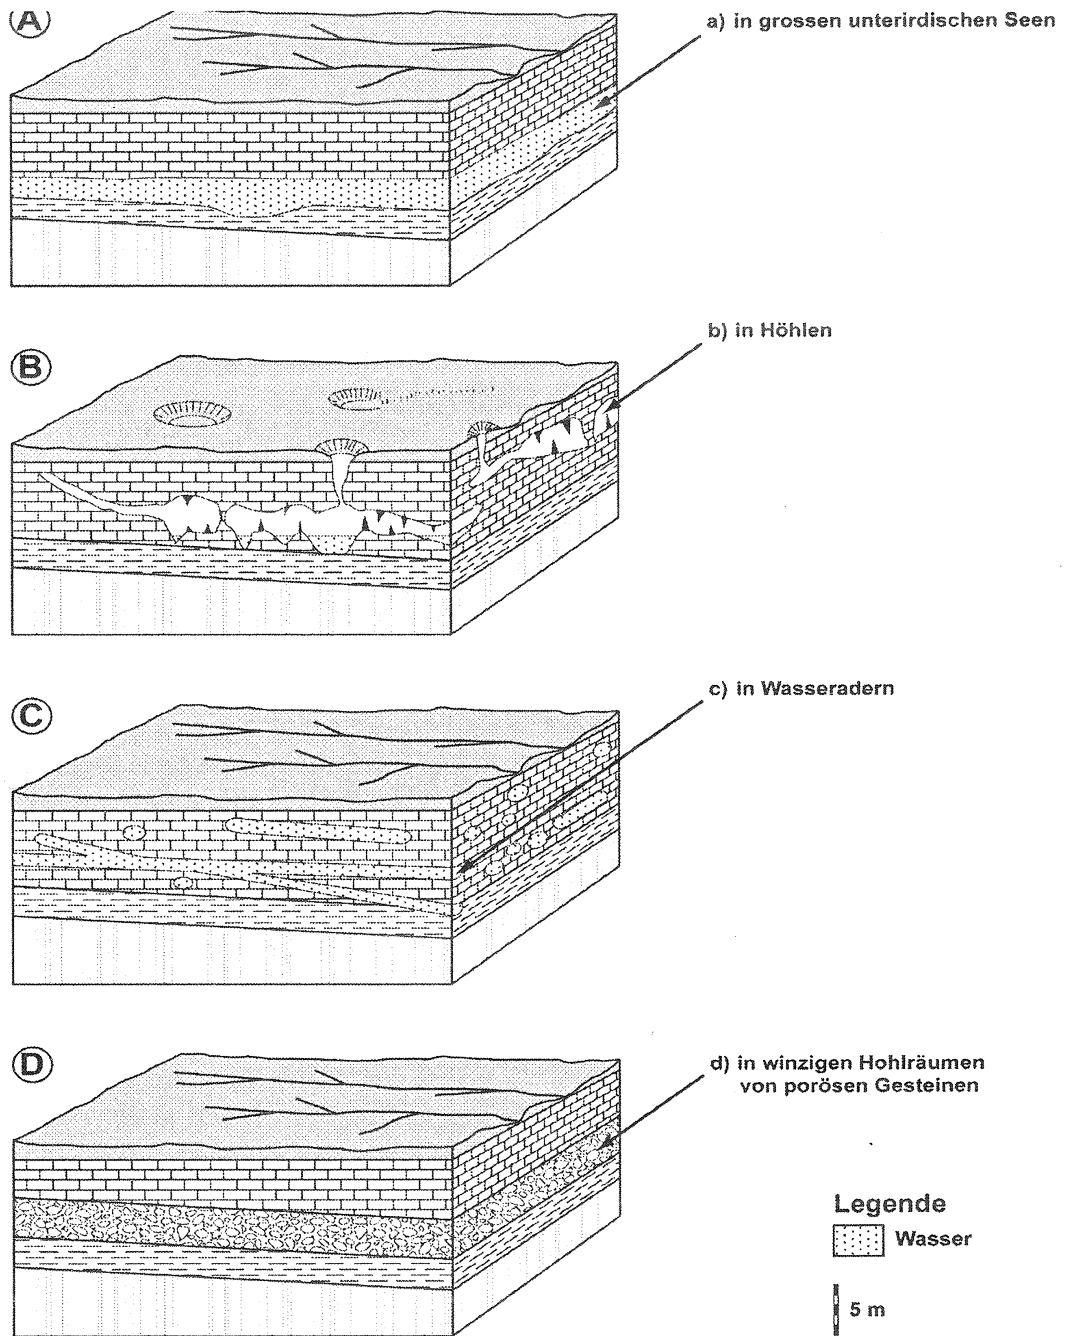 A
a) in grossen unterirdischen Seen
B
b) in Höhlen
C
c) in Wasseradern
D
d) in winzigen Hohlräumen
von porösen Gesteinen
Legende
Wasser
5 m